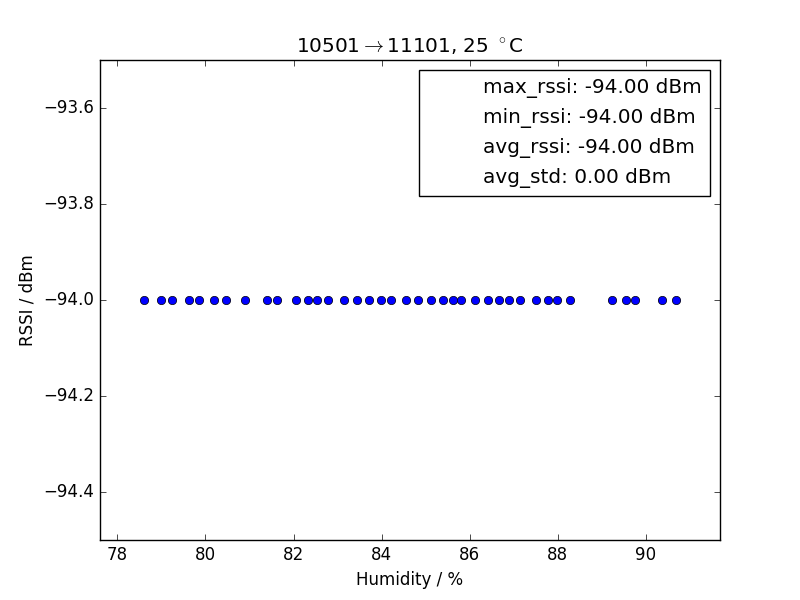 10501→11101, 25 °C
max_rssi: -94.00 dBm
min_rssi: -94.00 dBm
avg_rssi: -94.00 dBm
avg_std: 0.00 dBm
RSSI / dBm
−93.6
−93.8
−94.0
−94.2
−94.4
78 80 82 84 86 88 90
Humidity / %